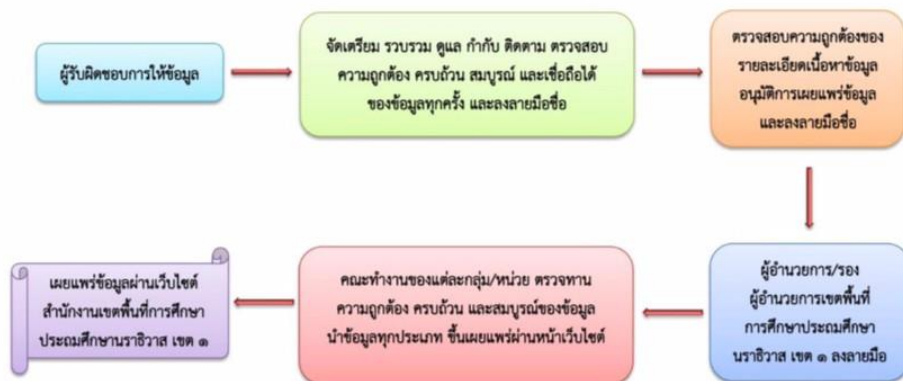 ผู้รับผิดชอบการให้ข้อมูล
จัดเตรียม รวบรวม ดูแล กำกับ ติดตาม ตรวจสอบ
ความถูกต้อง ครบถ้วน สมบูรณ์ และเชื่อถือได้
ของข้อมูลทุกครั้ง และลงลายมือชื่อ
ตรวจสอบความถูกต้องของ
รายละเอียดเนื้อหาข้อมูล
อนุมัติการเผยแพร่ข้อมูล
และลงลายมือชื่อ
ผู้อำนวยการ/รอง
ผู้อำนวยการเขตพื้นที่
การศึกษาประถมศึกษา
นราธิวาส เขต ๑ ลงลายมือ
คณะทำงานของแต่ละกลุ่ม/หน่วย ตรวจทาน
ความถูกต้อง ครบถ้วน และสมบูรณ์ของข้อมูล
นำข้อมูลทุกประเภท ขึ้นเผยแพร่ผ่านหน้าเว็บไซต์
เผยแพร่ข้อมูลผ่านเว็บไซต์
สำนักงานเขตพื้นที่การศึกษา
ประถมศึกษานราธิวาส เขต ๑